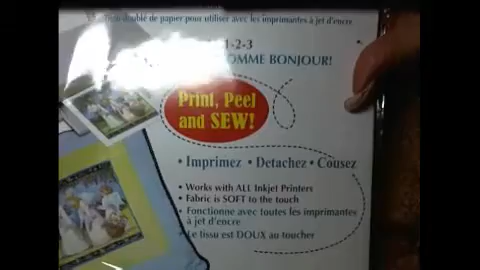 doublé de papier pour utiliser avec les imprimantes à jet d'encre
1-2-3
COMME BONJOUR!
Print, Peel
and SEW!
• Imprimez • Detachez • Cousez
• Works with ALL Inkjet Printers
• Fabric is SOFT to the touch
• Fonctionne avec toutes les imprimantes
à jet d'encre
• Le tissu est DOUX au toucher